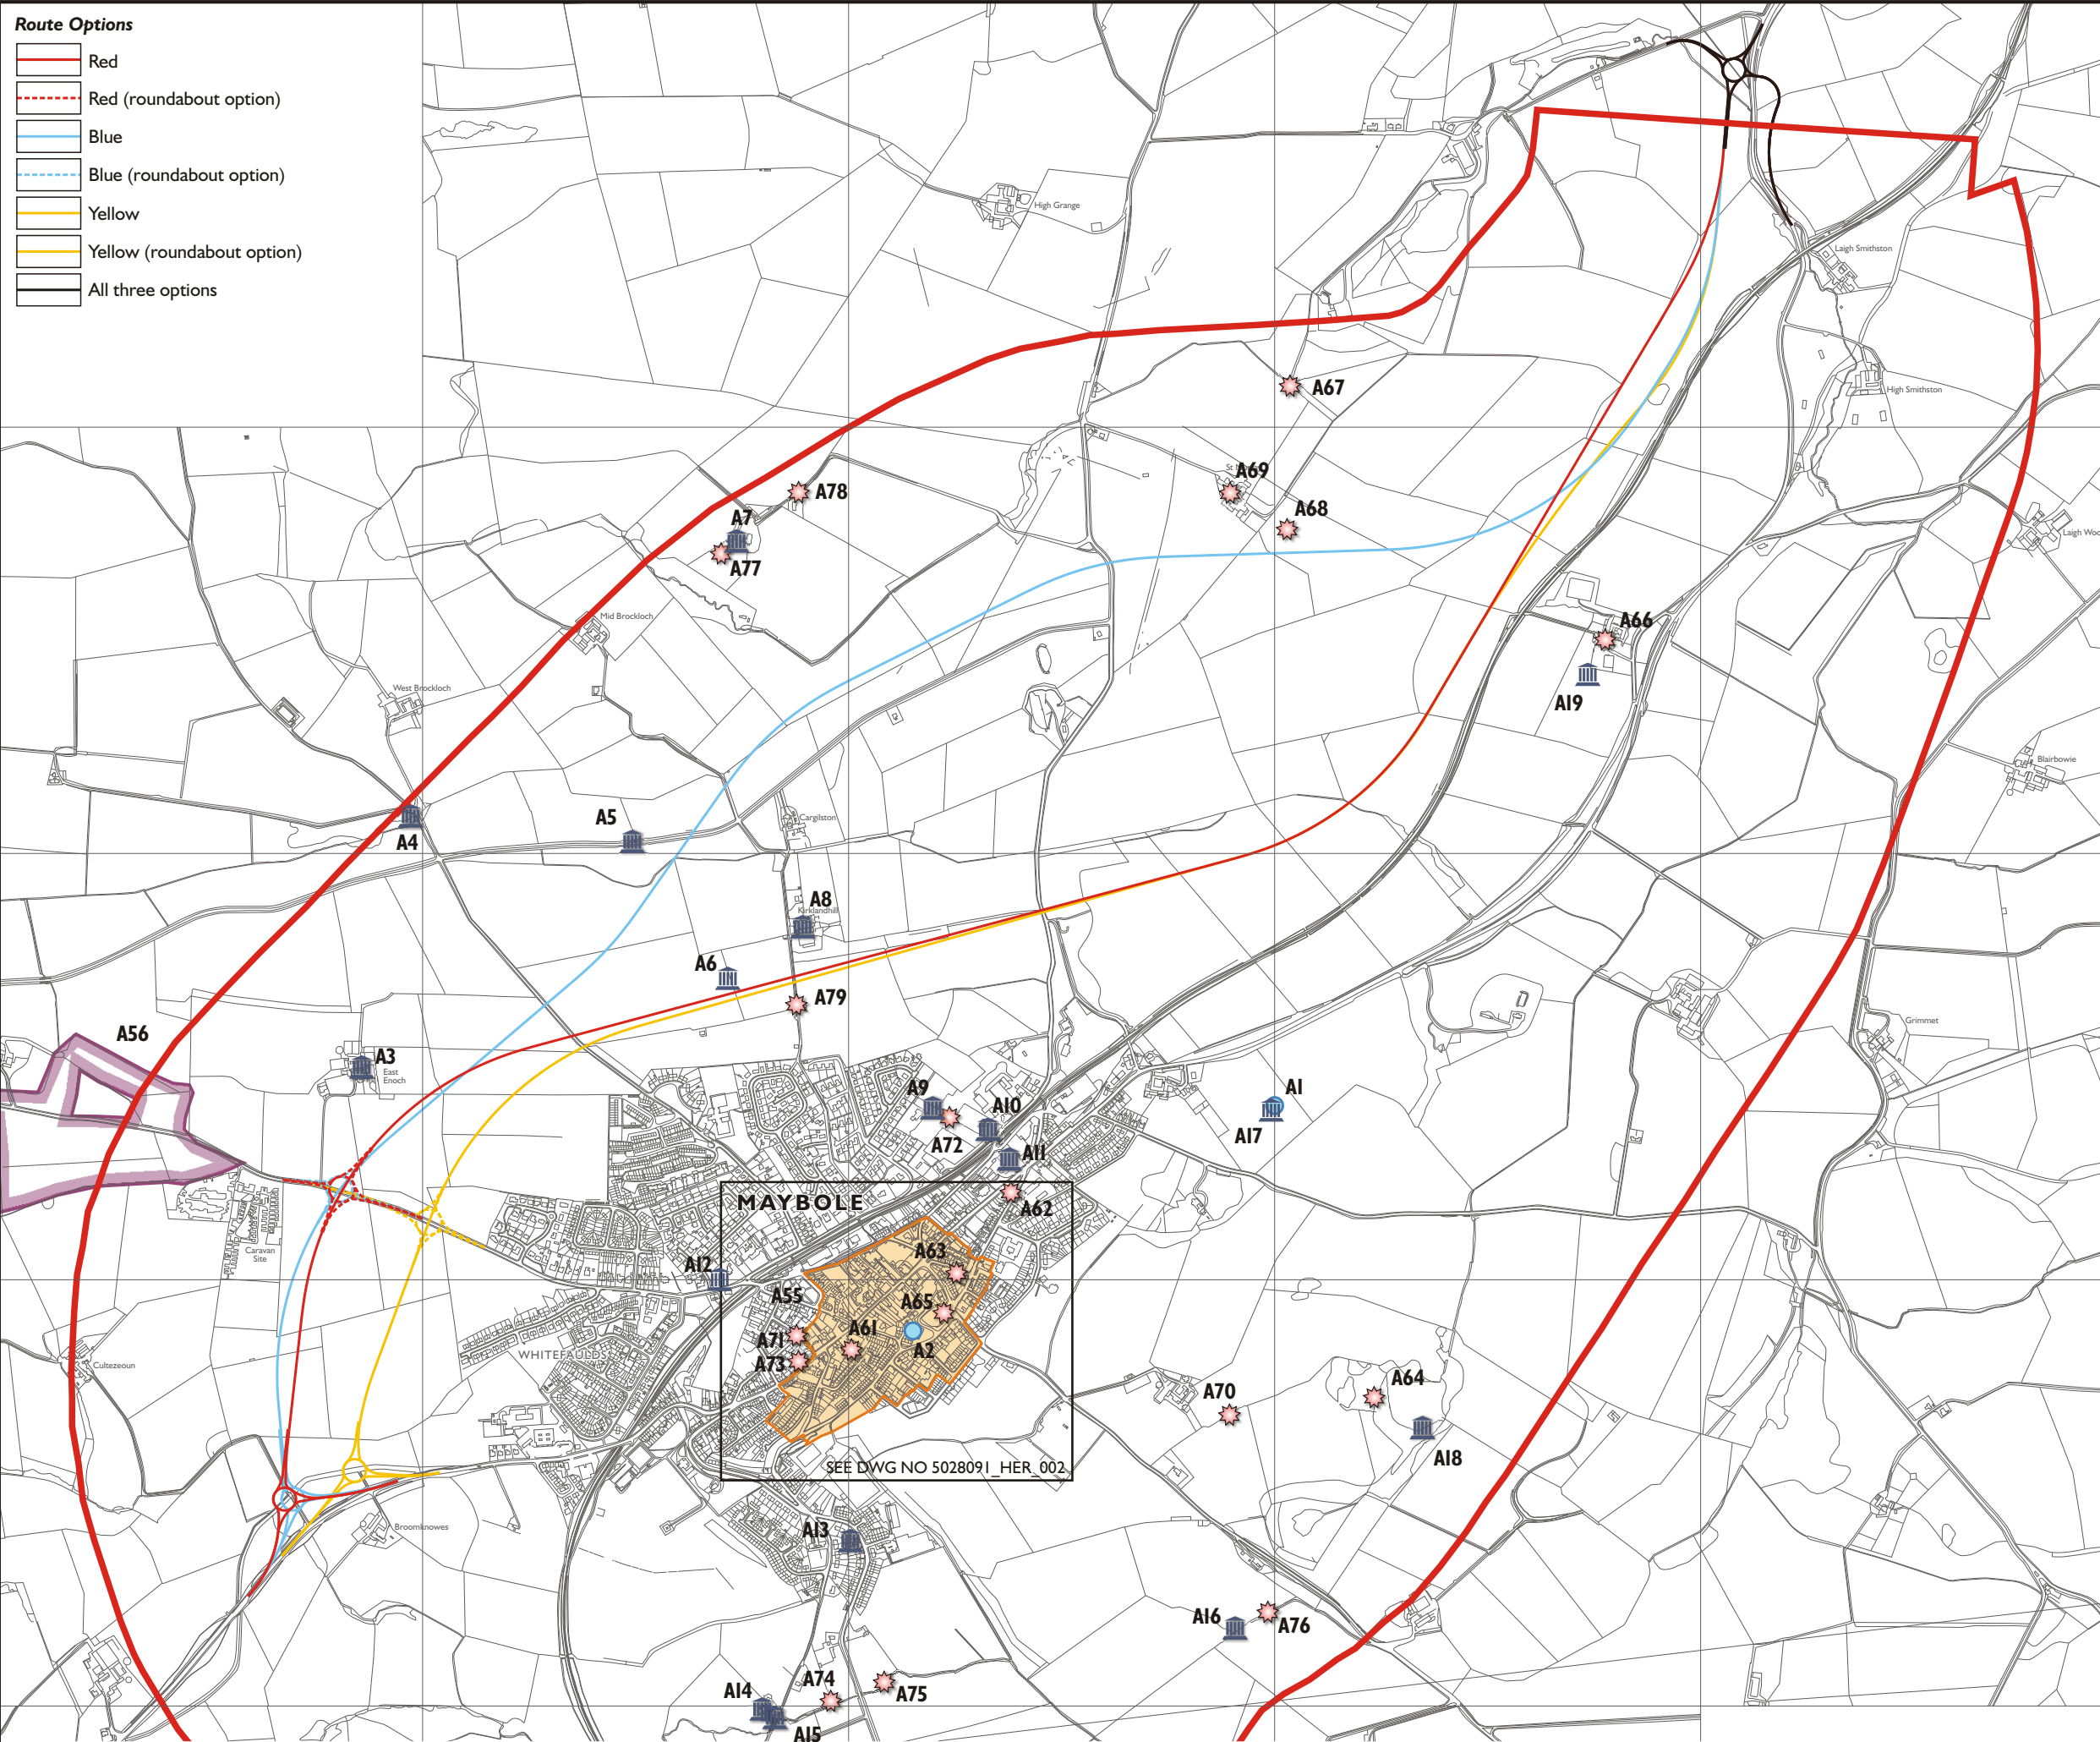 Route Options
Red
Red (roundabout option)
Blue
Blue (roundabout option)
Yellow
Yellow (roundabout option)
All three options
High Grange
Laigh Smithston
High Smithston
A67
A69
A68
A78
A7
A77
Laigh Woo
Mid Brockloch
A66
A19
West Brockloch
Blairbowie
A5
A4
Cargilston
A8
Kirklandhill
A6
A79
A56
Grimmet
A3
East
Enoch
A9
A10
A1
A72
A17
A11
MAYBOLE
A62
Caravan
Site
A63
A12
A55
A65
A61
A71
A2
A73
WHITEFAULDS
Cultezeoun
A70
A64
A18
SEE DWG NO 5028091_HER_002
Broomknowes
A13
A16
A76
A74
A75
A14
A15